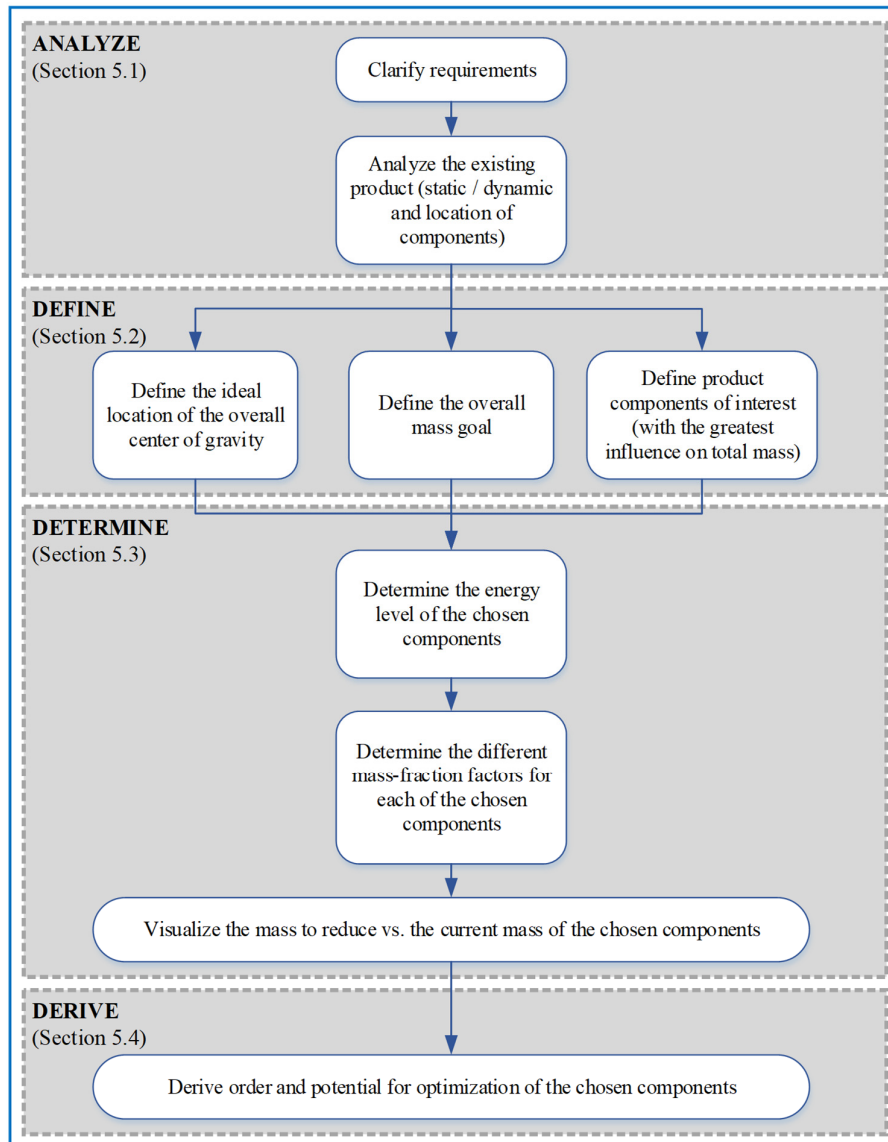 ANALYZE
(Section 5.1)
Clarify requirements
Analyze the existing
product (static / dynamic
and location of
components)
DEFINE
(Section 5.2)
Define the ideal
location of the overall
center of gravity
Define the overall
mass goal
Define product
components of interest
(with the greatest
influence on total mass)
DETERMINE
(Section 5.3)
Determine the energy
level of the chosen
components
Determine the different
mass-fraction factors for
each of the chosen
components
Visualize the mass to reduce vs. the current mass of the chosen components
DERIVE
(Section 5.4)
Derive order and potential for optimization of the chosen components